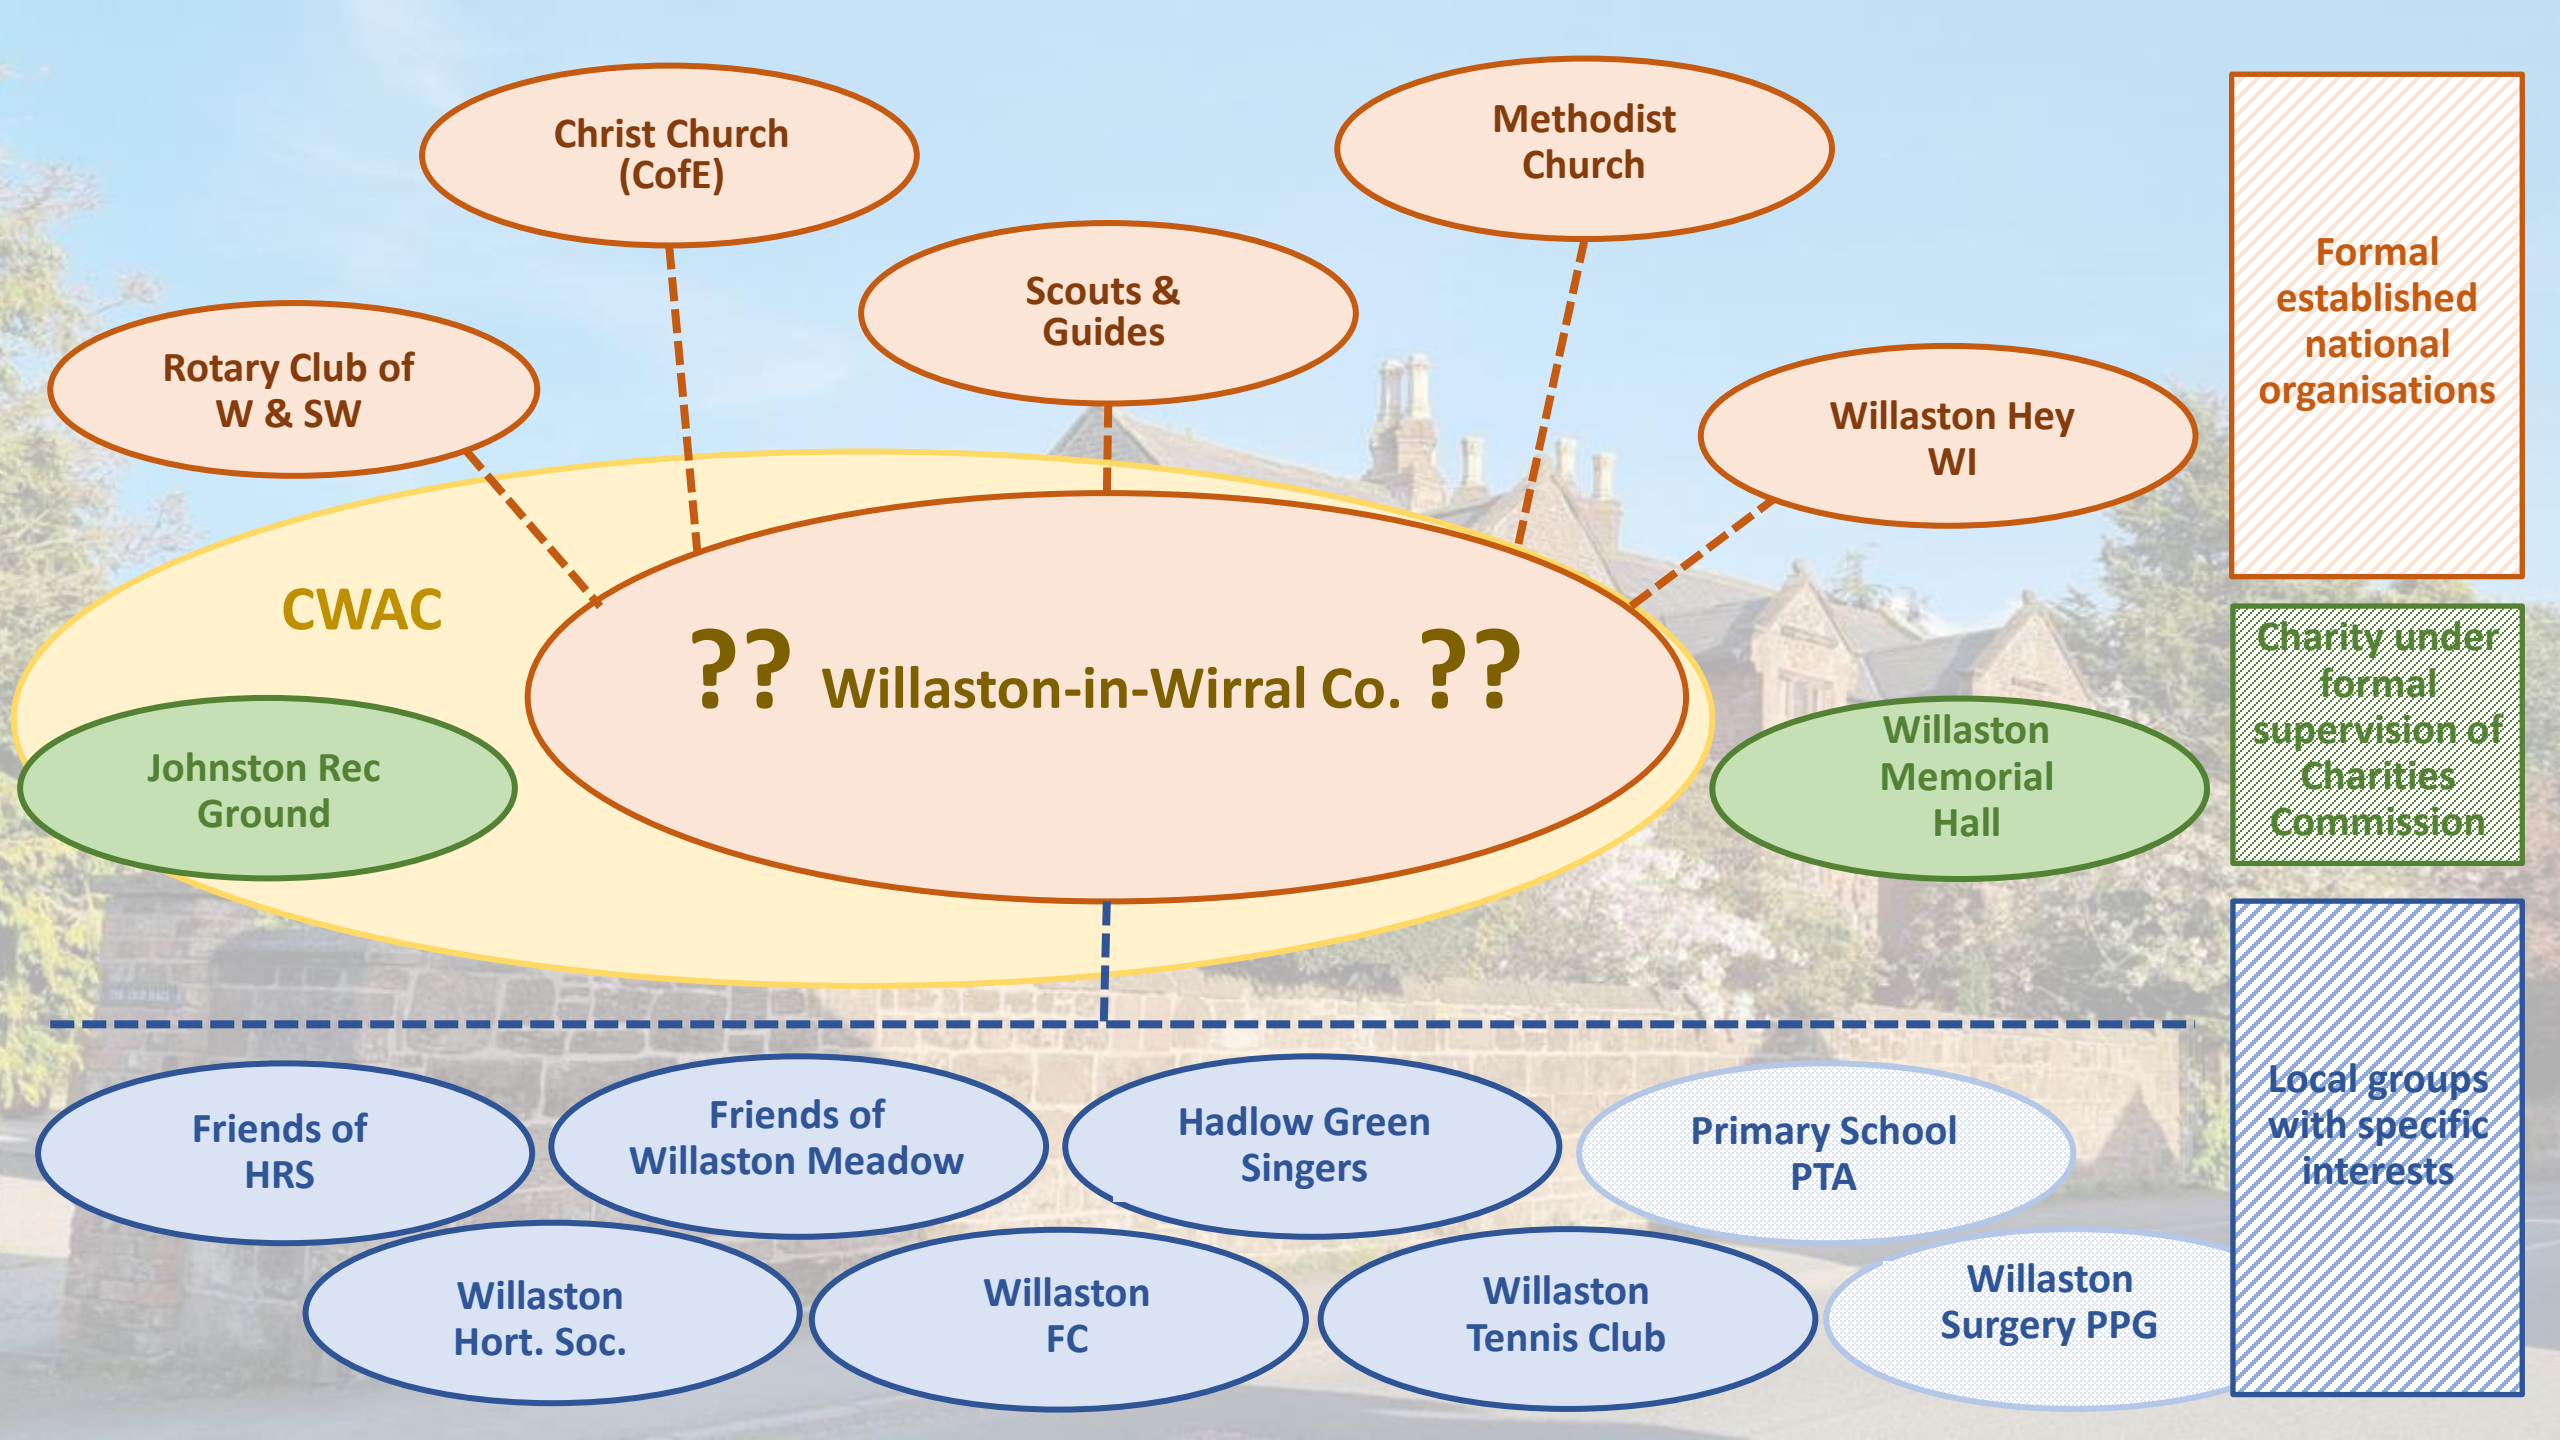 Christ Church
(CofE)
Methodist
Church
Scouts &
Guides
Rotary Club of
W & SW
Willaston Hey
WI
Formal
established
national
organisations
CWAC
?? Willaston-in-Wirral Co. ??
Johnston Rec
Ground
Willaston
Memorial
Hall
Charity under
formal
supervision of
Charities
Commission
Friends of
HRS
Friends of
Willaston Meadow
Hadlow Green
Singers
Primary School
PTA
Local groups
with specific
interests
Willaston
Hort. Soc.
Willaston
FC
Willaston
Tennis Club
Willaston
Surgery PPG